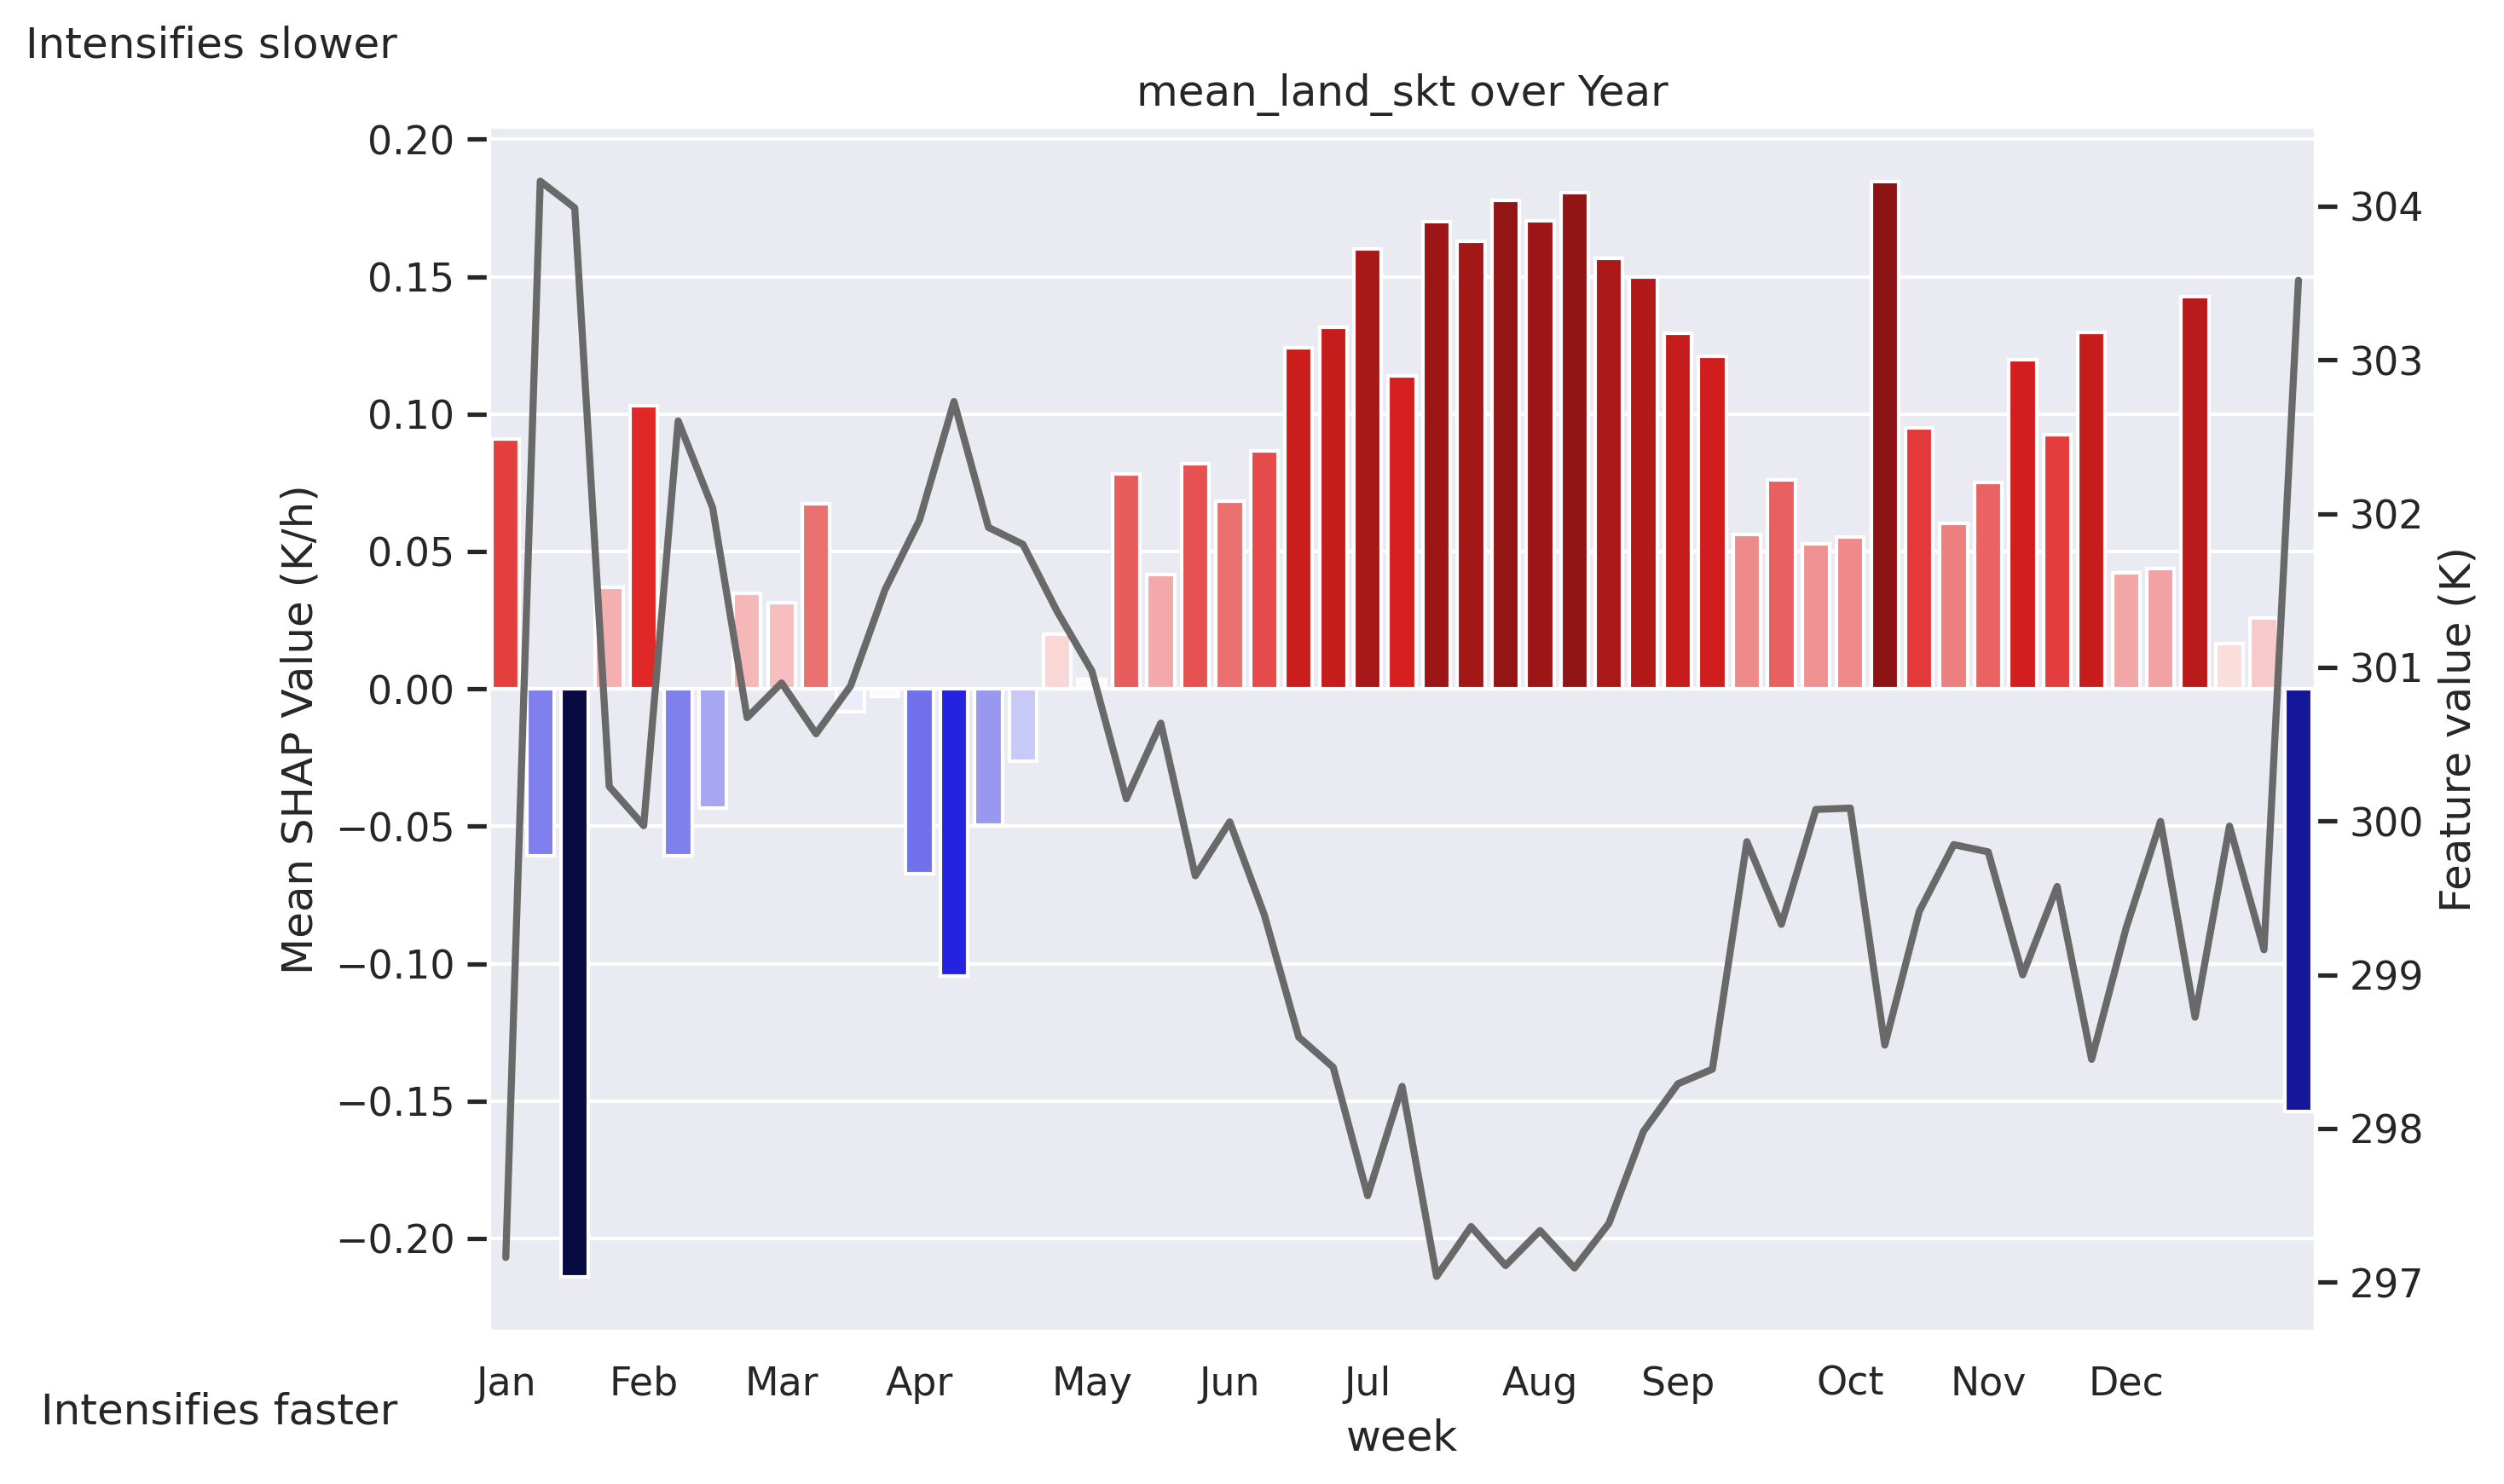 Intensifies slower
mean_land_skt over Year
0.20
0.15
0.10
0.05
0.00
−0.05
−0.10
−0.15
−0.20
Mean SHAP Value (K/h)
304
303
302
301
300
299
298
297
Feature value (K)
Jan Feb Mar Apr May Jun Jul Aug Sep Oct Nov Dec
Intensifies faster
week